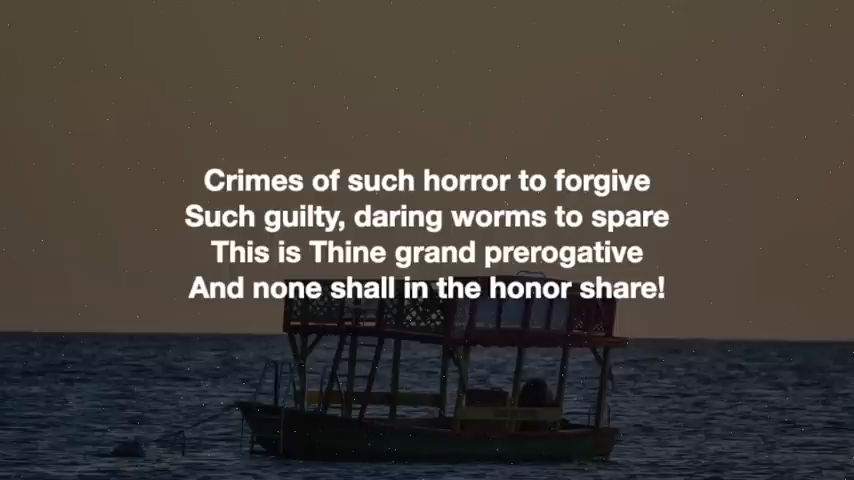 Crimes of such horror to forgive
Such guilty, daring worms to spare
This is Thine grand prerogative
And none shall in the honor share!